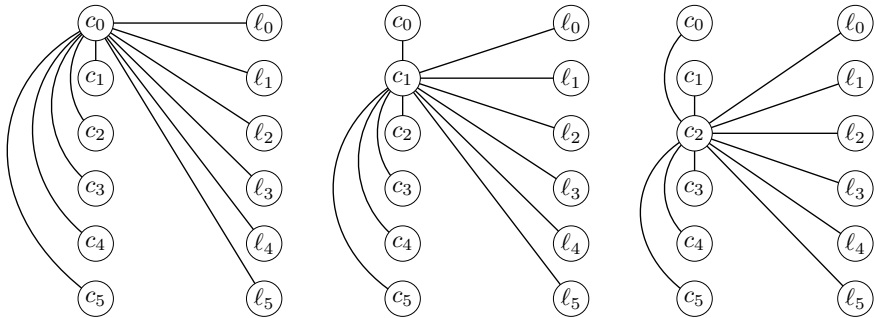 c₀ ℓ₀ c₀ ℓ₀ c₀ ℓ₀
c₁ ℓ₁ c₁ ℓ₁ c₁ ℓ₁
c₂ ℓ₂ c₂ ℓ₂ c₂ ℓ₂
c₃ ℓ₃ c₃ ℓ₃ c₃ ℓ₃
c₄ ℓ₄ c₄ ℓ₄ c₄ ℓ₄
c₅ ℓ₅ c₅ ℓ₅ c₅ ℓ₅